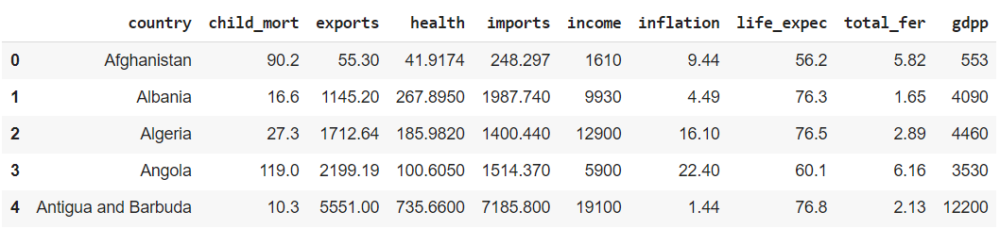 country child_mort exports health imports income inflation life_expec total_fer gdpp
0 Afghanistan 90.2 55.30 41.9174 248.297 1610 9.44 56.2 5.82 553
1 Albania 16.6 1145.20 267.8950 1987.740 9930 4.49 76.3 1.65 4090
2 Algeria 27.3 1712.64 185.9820 1400.440 12900 16.10 76.5 2.89 4460
3 Angola 119.0 2199.19 100.6050 1514.370 5900 22.40 60.1 6.16 3530
4 Antigua and Barbuda 10.3 5551.00 735.6600 7185.800 19100 1.44 76.8 2.13 12200